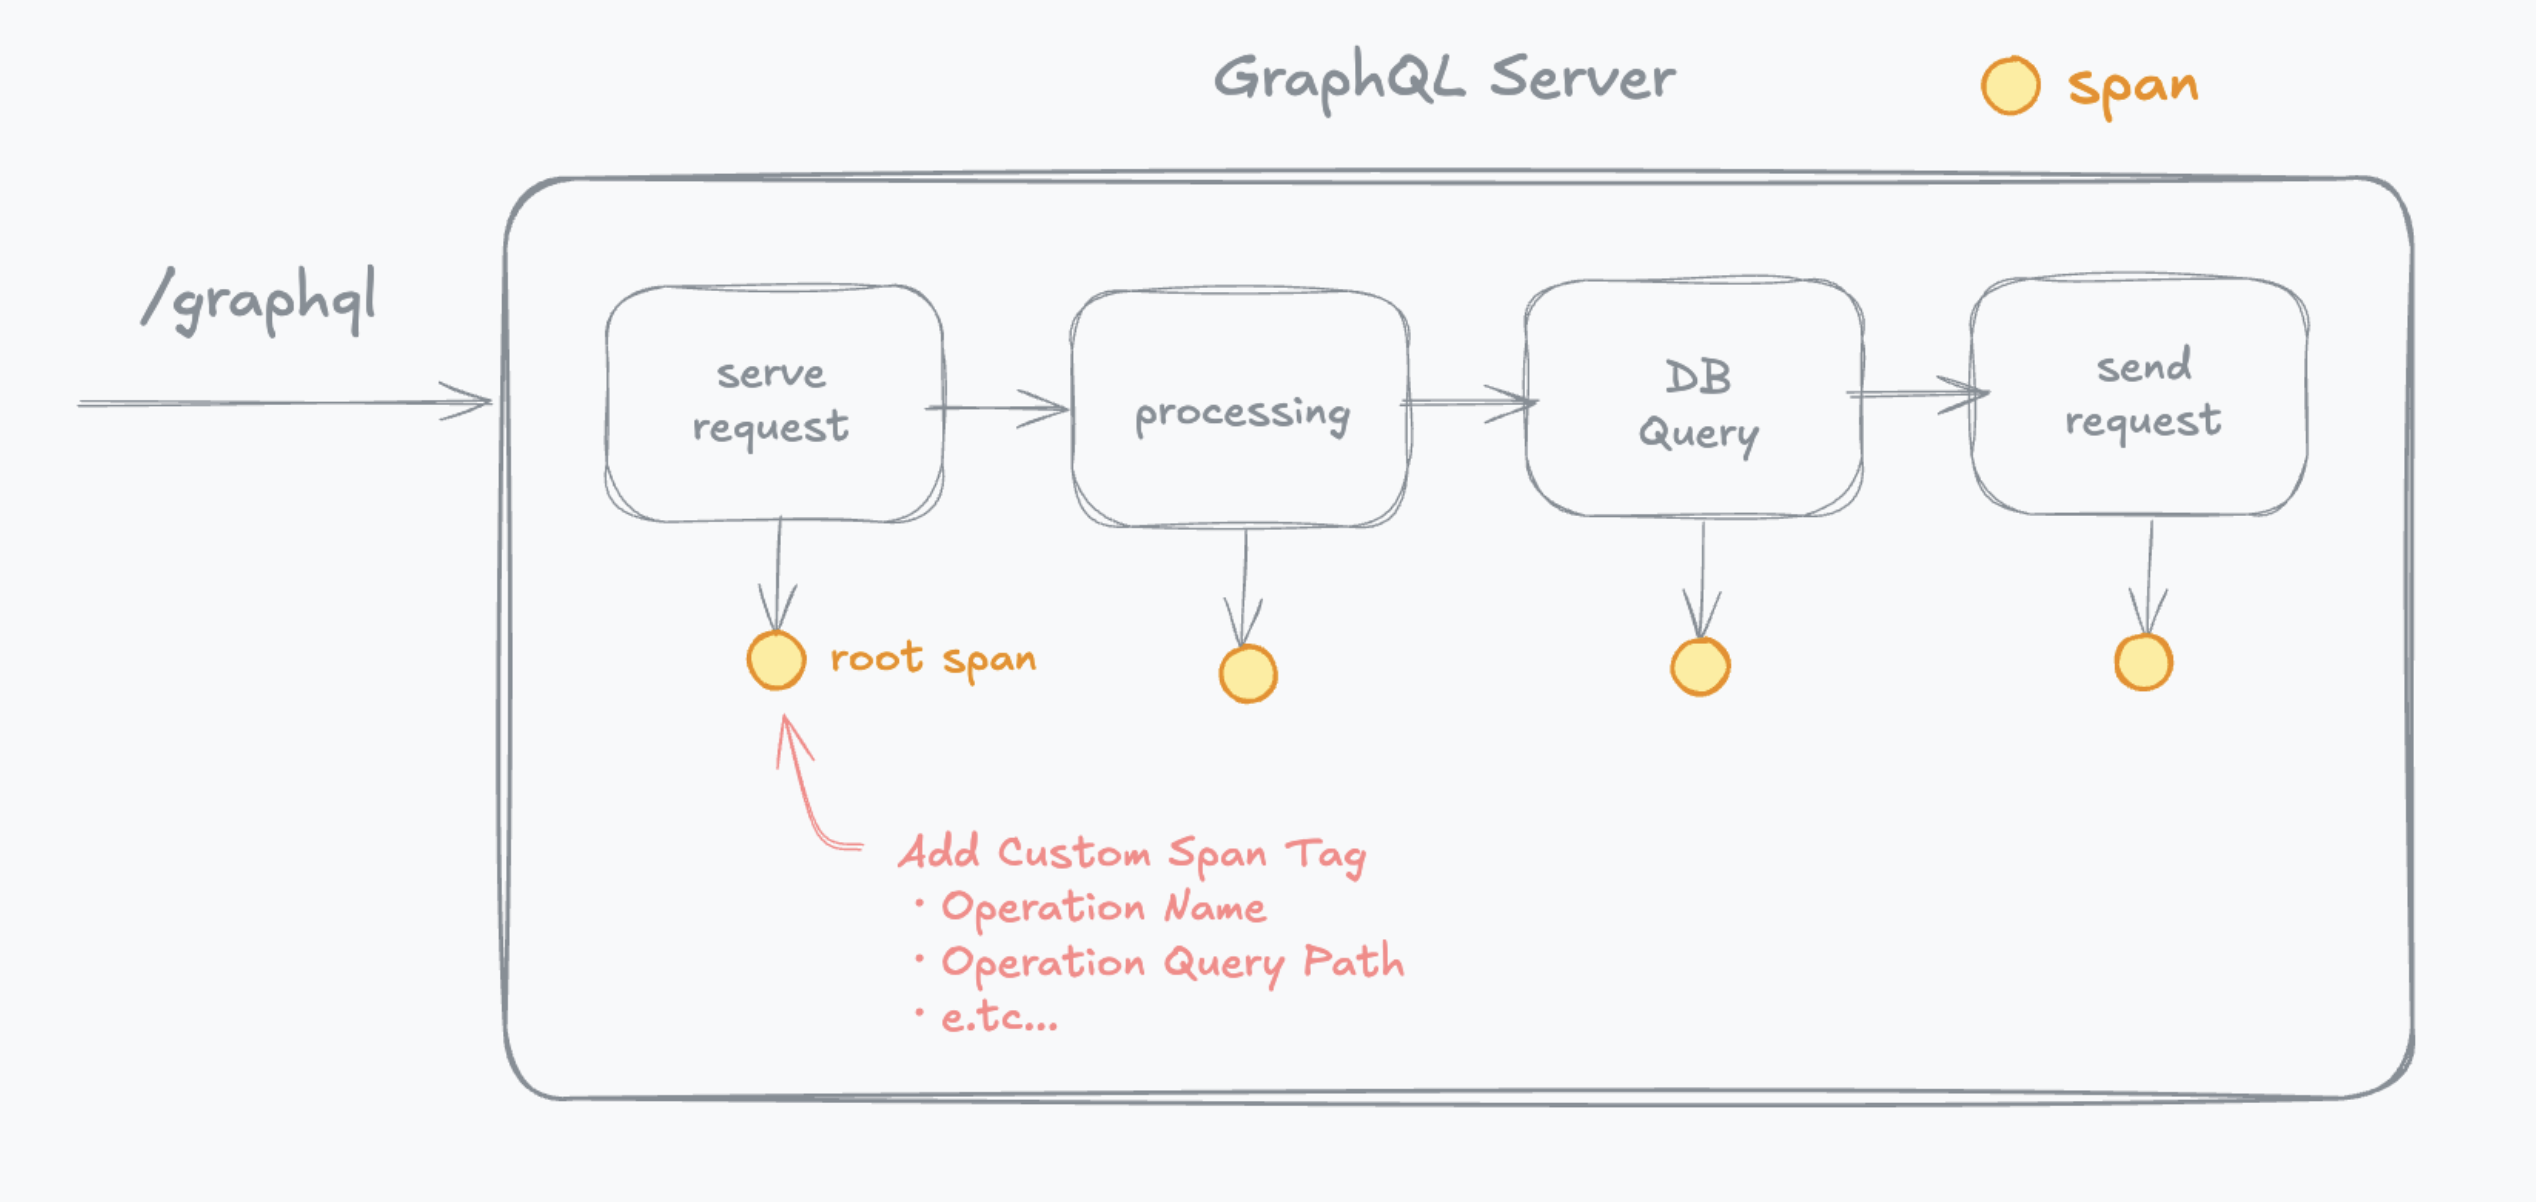 GraphQL Server
span
/graphql
serve
request
processing
DB
Query
send
request
root span
Add Custom Span Tag
· Operation Name
· Operation Query Path
· e.tc...